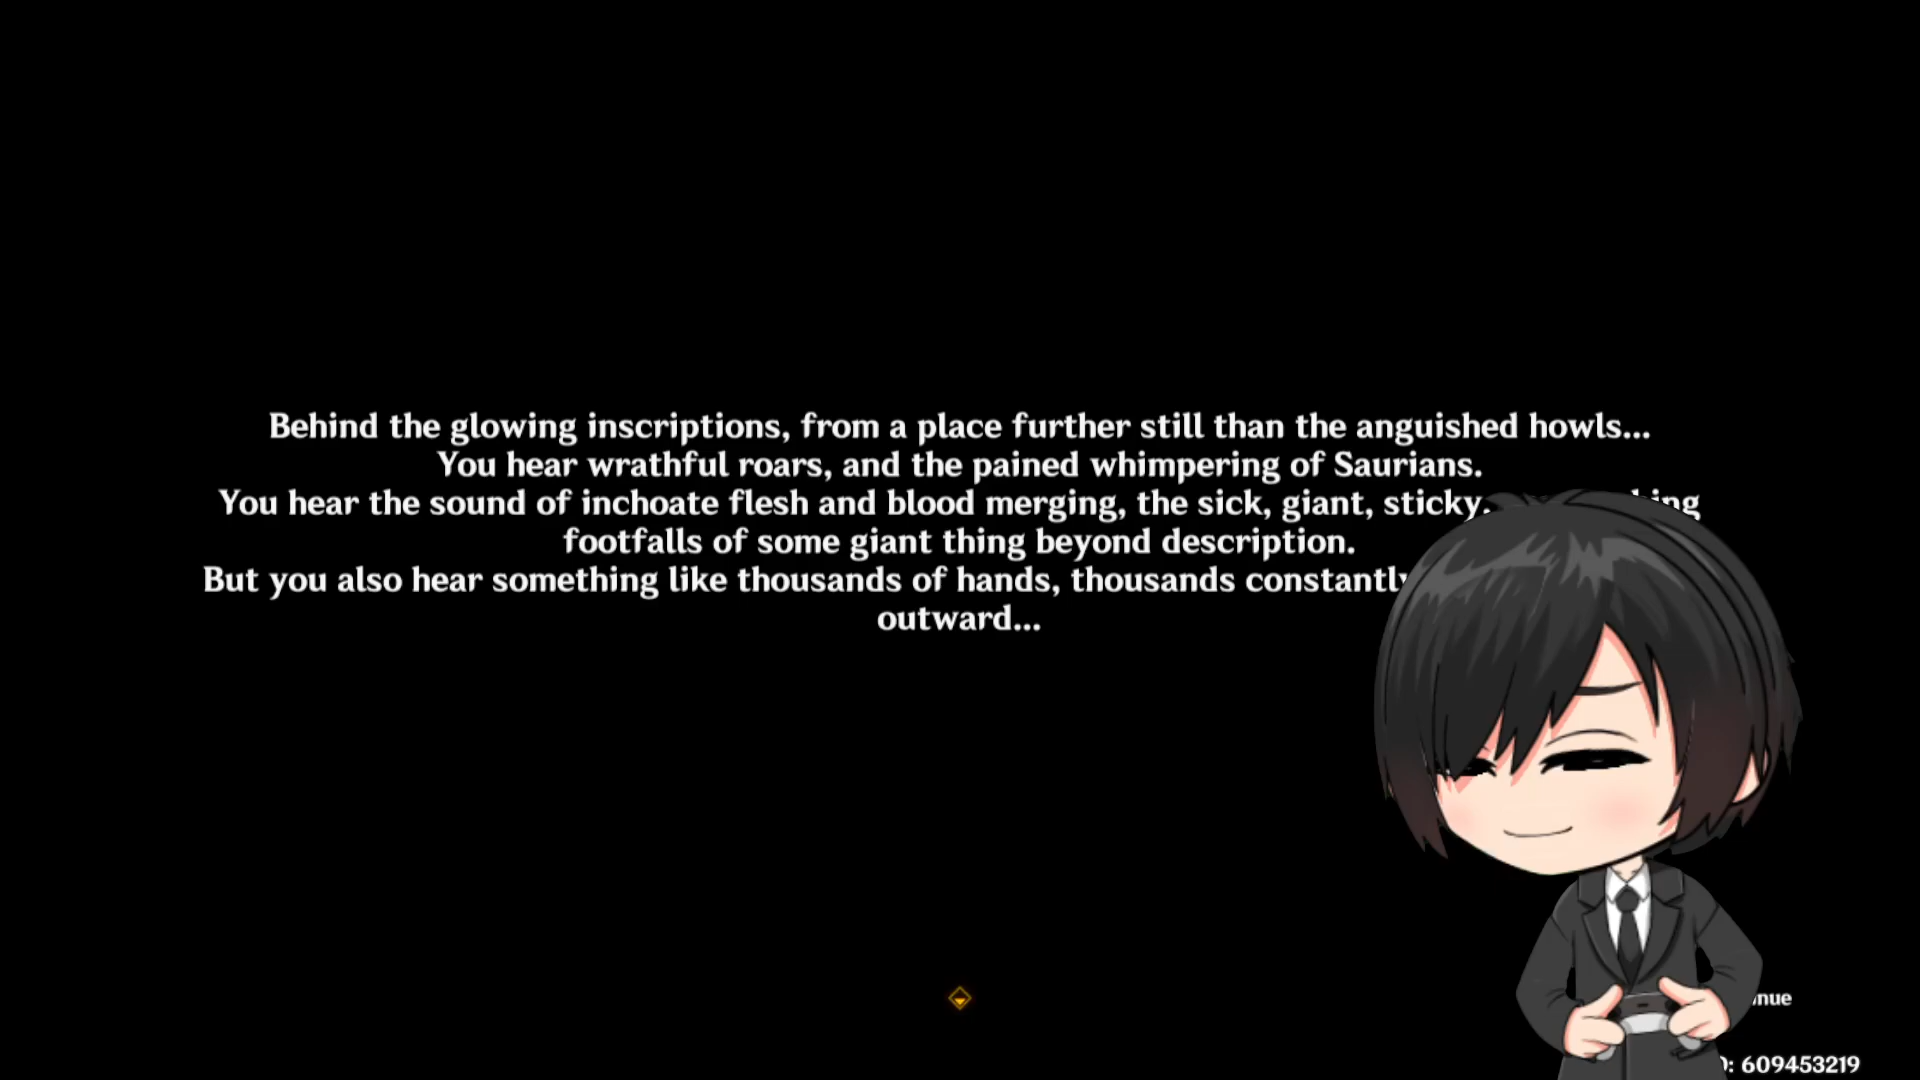 Behind the glowing inscriptions, from a place further still than the anguished howls...
You hear wrathful roars, and the pained whimpering of Saurians.
You hear the sound of inchoate flesh and blood merging, the sick, giant, sticky,
footfalls of some giant thing beyond description.
But you also hear something like thousands of hands, thousands constantly
outward...
609453219